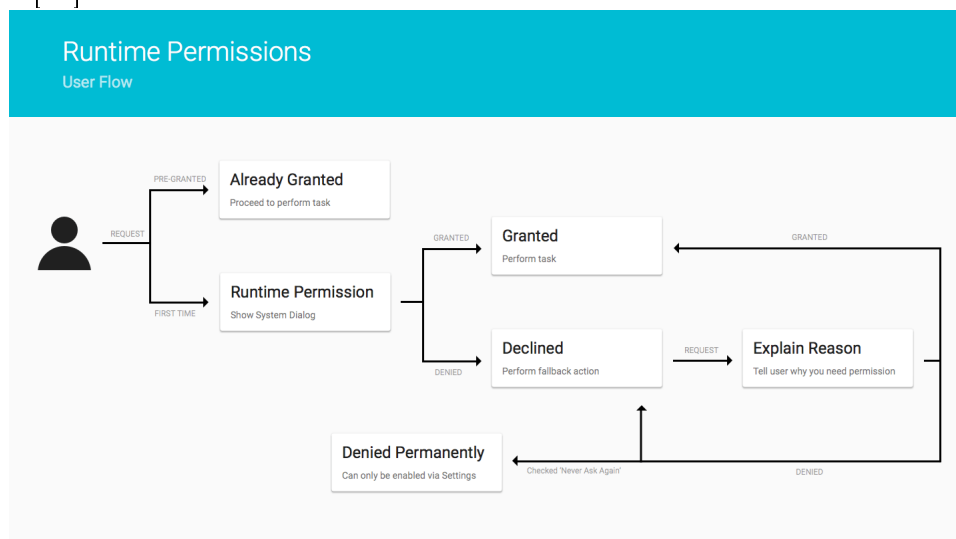 Runtime Permissions
User Flow
PRE-GRANTED
Already Granted
Proceed to perform task
REQUEST
GRANTED
Granted
Perform task
GRANTED
Runtime Permission
Show System Dialog
FIRST TIME
Declined
Perform fallback action
DENIED
REQUEST
Explain Reason
Tell user why you need permission
Denied Permanently
Can only be enabled via Settings
Checked 'Never Ask Again'
DENIED